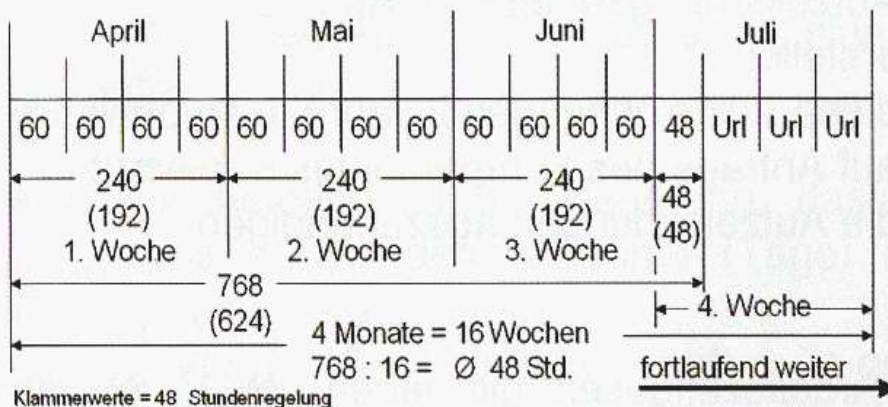 April Mai Juni Juli
60 60 60 60 60 60 60 60 60 60 60 60 48 Url Url Url
240 240 240 48
(192) (192) (192) (48)
1. Woche 2. Woche 3. Woche
768 4. Woche
(624)
4 Monate = 16 Wochen
768 : 16 = Ø 48 Std. fortlaufend weiter
Klammerwerte = 48 Stundenregelung